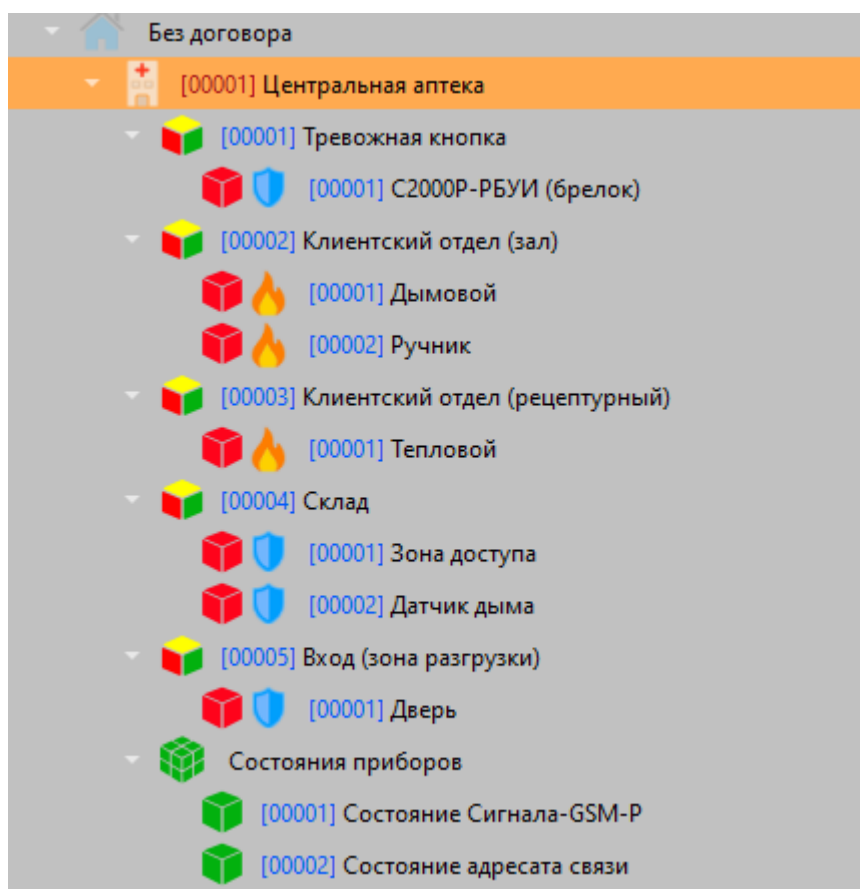 Без договора
[00001] Центральная аптека
[00001] Тревожная кнопка
[00001] С2000Р-РБУИ (брелок)
[00002] Клиентский отдел (зал)
[00001] Дымовой
[00002] Ручник
[00003] Клиентский отдел (рецептурный)
[00001] Тепловой
[00004] Склад
[00001] Зона доступа
[00002] Датчик дыма
[00005] Вход (зона разгрузки)
[00001] Дверь
Состояния приборов
[00001] Состояние Сигнала-GSM-P
[00002] Состояние адресата связи